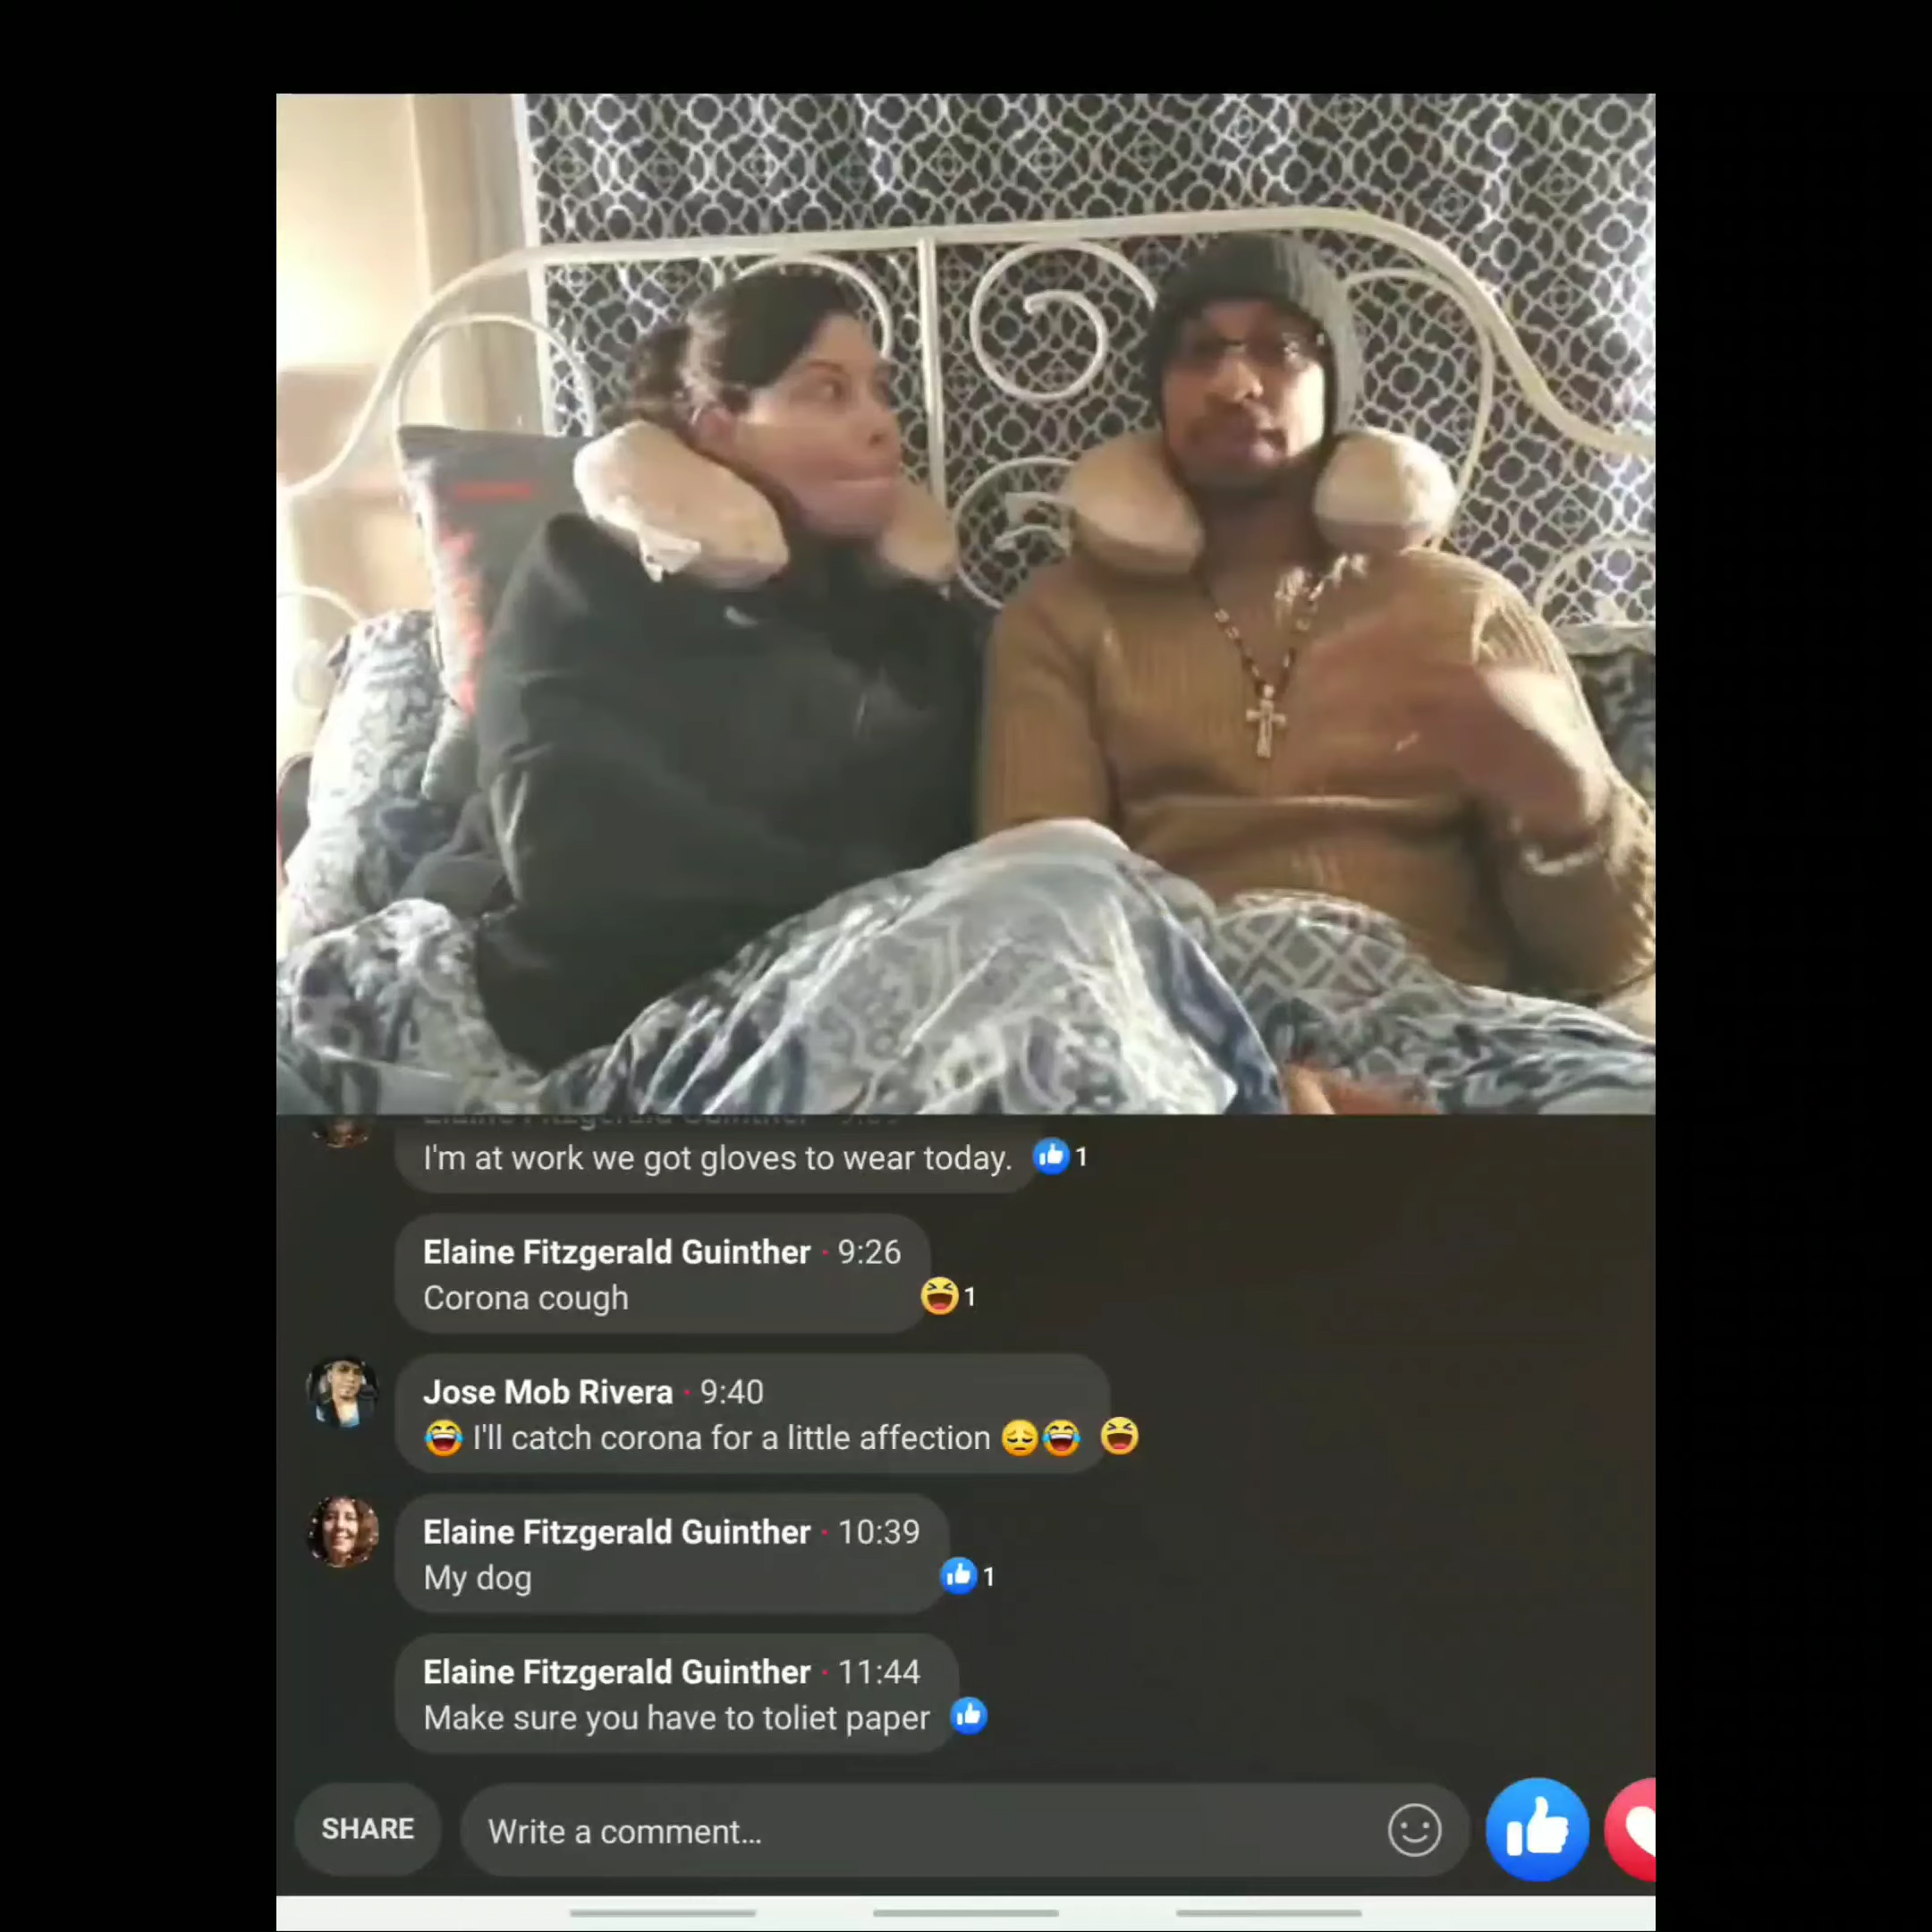 I'm at work we got gloves to wear today. 1
Elaine Fitzgerald Guinther · 9:26
Corona cough 1
Jose Mob Rivera · 9:40
😂 I'll catch corona for a little affection 😔😂 😆
Elaine Fitzgerald Guinther · 10:39
My dog 1
Elaine Fitzgerald Guinther · 11:44
Make sure you have to toliet paper
SHARE
Write a comment...